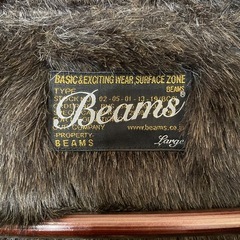 BASIC&EXCITING WEAR, SURFACE ZONE
BEAMS
TYPE
Beams®
COMPANY
www.beams.co.jp
PROPERTY-
BEAMS
Large